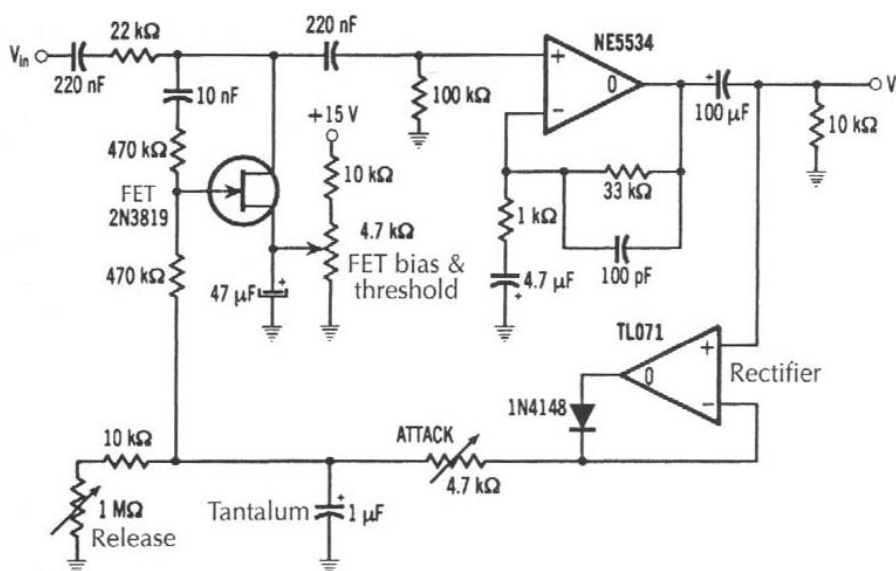 220 nF
22 kΩ
NE5534
Vin
220 nF
10 nF
+15 V
100 kΩ
+
−
0
+
100 μF
V
10 kΩ
470 kΩ
10 kΩ
33 kΩ
FET
2N3819
4.7 kΩ
1 kΩ
FET bias &
threshold
470 kΩ
47 μF
+
4.7 μF
+
100 pF
TL071
+
−
0
Rectifier
1N4148
10 kΩ
ATTACK
4.7 kΩ
1 MΩ
Release
Tantalum
+
1 μF